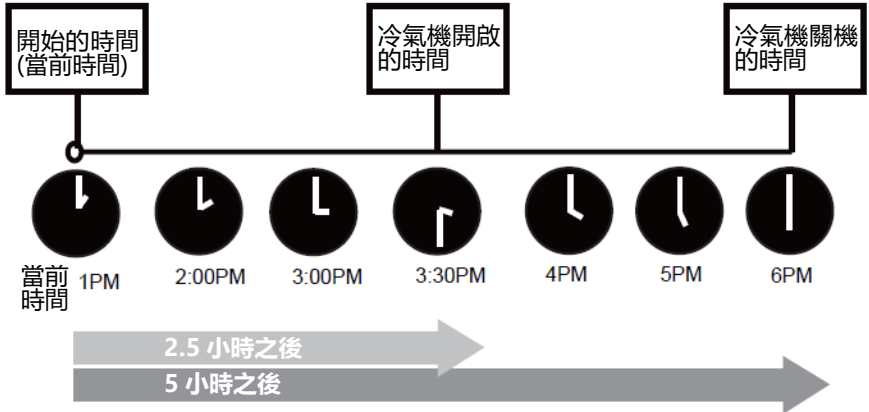 開始的時間
(當前時間)
冷氣機開啟
的時間
冷氣機關機
的時間
當前
時間
1PM
2:00PM
3:00PM
3:30PM
4PM
5PM
6PM
2.5 小時之後
5 小時之後